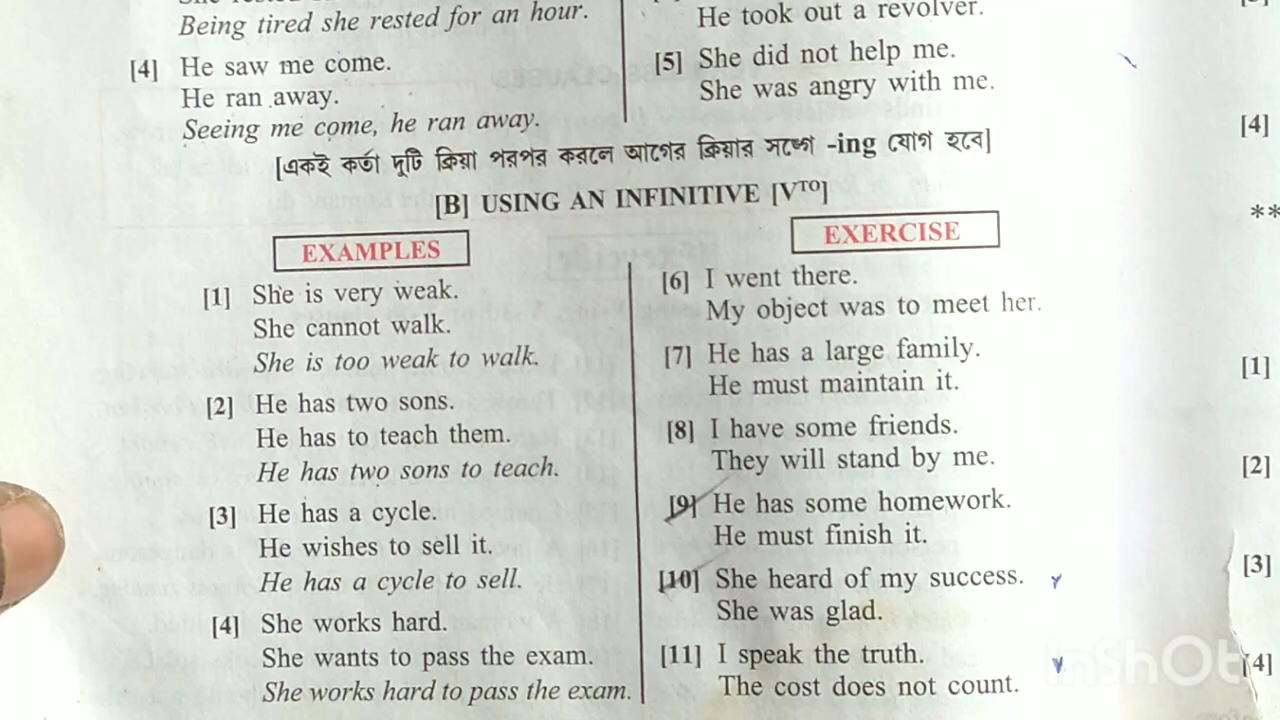 Being tired she rested for an hour.
[4] He saw me come.
He ran away.
Seeing me come, he ran away.
He took out a revolver.
[5] She did not help me.
She was angry with me.
[একই কর্তা দুটি ক্রিয়া পরপর করলে আগের ক্রিয়ার সঙ্গে -ing যোগ হবে]
[B] USING AN INFINITIVE [VTO]
EXAMPLES
[1] She is very weak.
She cannot walk.
She is too weak to walk.
[2] He has two sons.
He has to teach them.
He has two sons to teach.
[3] He has a cycle.
He wishes to sell it.
He has a cycle to sell.
[4] She works hard.
She wants to pass the exam.
She works hard to pass the exam.
EXERCISE
[6] I went there.
My object was to meet her.
[7] He has a large family.
He must maintain it.
[8] I have some friends.
They will stand by me.
[9] He has some homework.
He must finish it.
[10] She heard of my success.
She was glad.
[11] I speak the truth.
The cost does not count.
[4]
**
[1]
[2]
[3]
[4]
InShOt